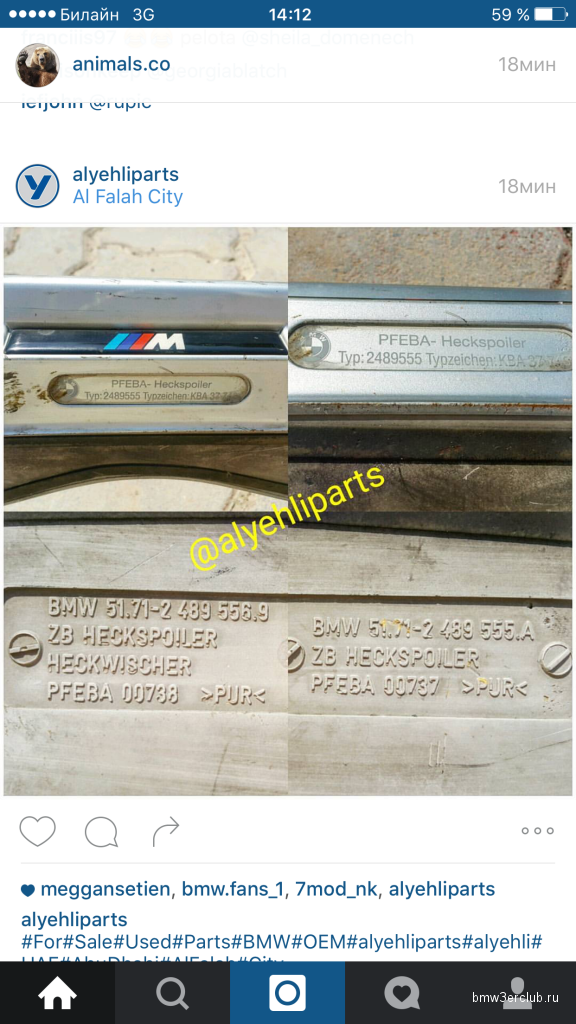 Билайн 3G 14:12 59 %
animals.co 18мин
alyehliparts 18мин
Al Falah City
M
PFEBA- Heckspoiler
Typ: 2489555 Typzeichen: KBA 37
PFEBA- Heckspoiler
Typ: 2489555 Typzeichen: KBA 37
@alyehliparts
BMW 51.71-2 489 556.9
ZB HECKSPOILER
HECKWISCHER
PFEBA 00738 >PUR<
BMW 51.71-2 489 555.A
ZB HECKSPOILER
PFEBA 00737 >PUR<
meggansetien, bmw.fans_1, 7mod_nk, alyehliparts
alyehliparts
#For#Sale#Used#Parts#BMW#OEM#alyehliparts#alyehli#
bmw3erclub.ru